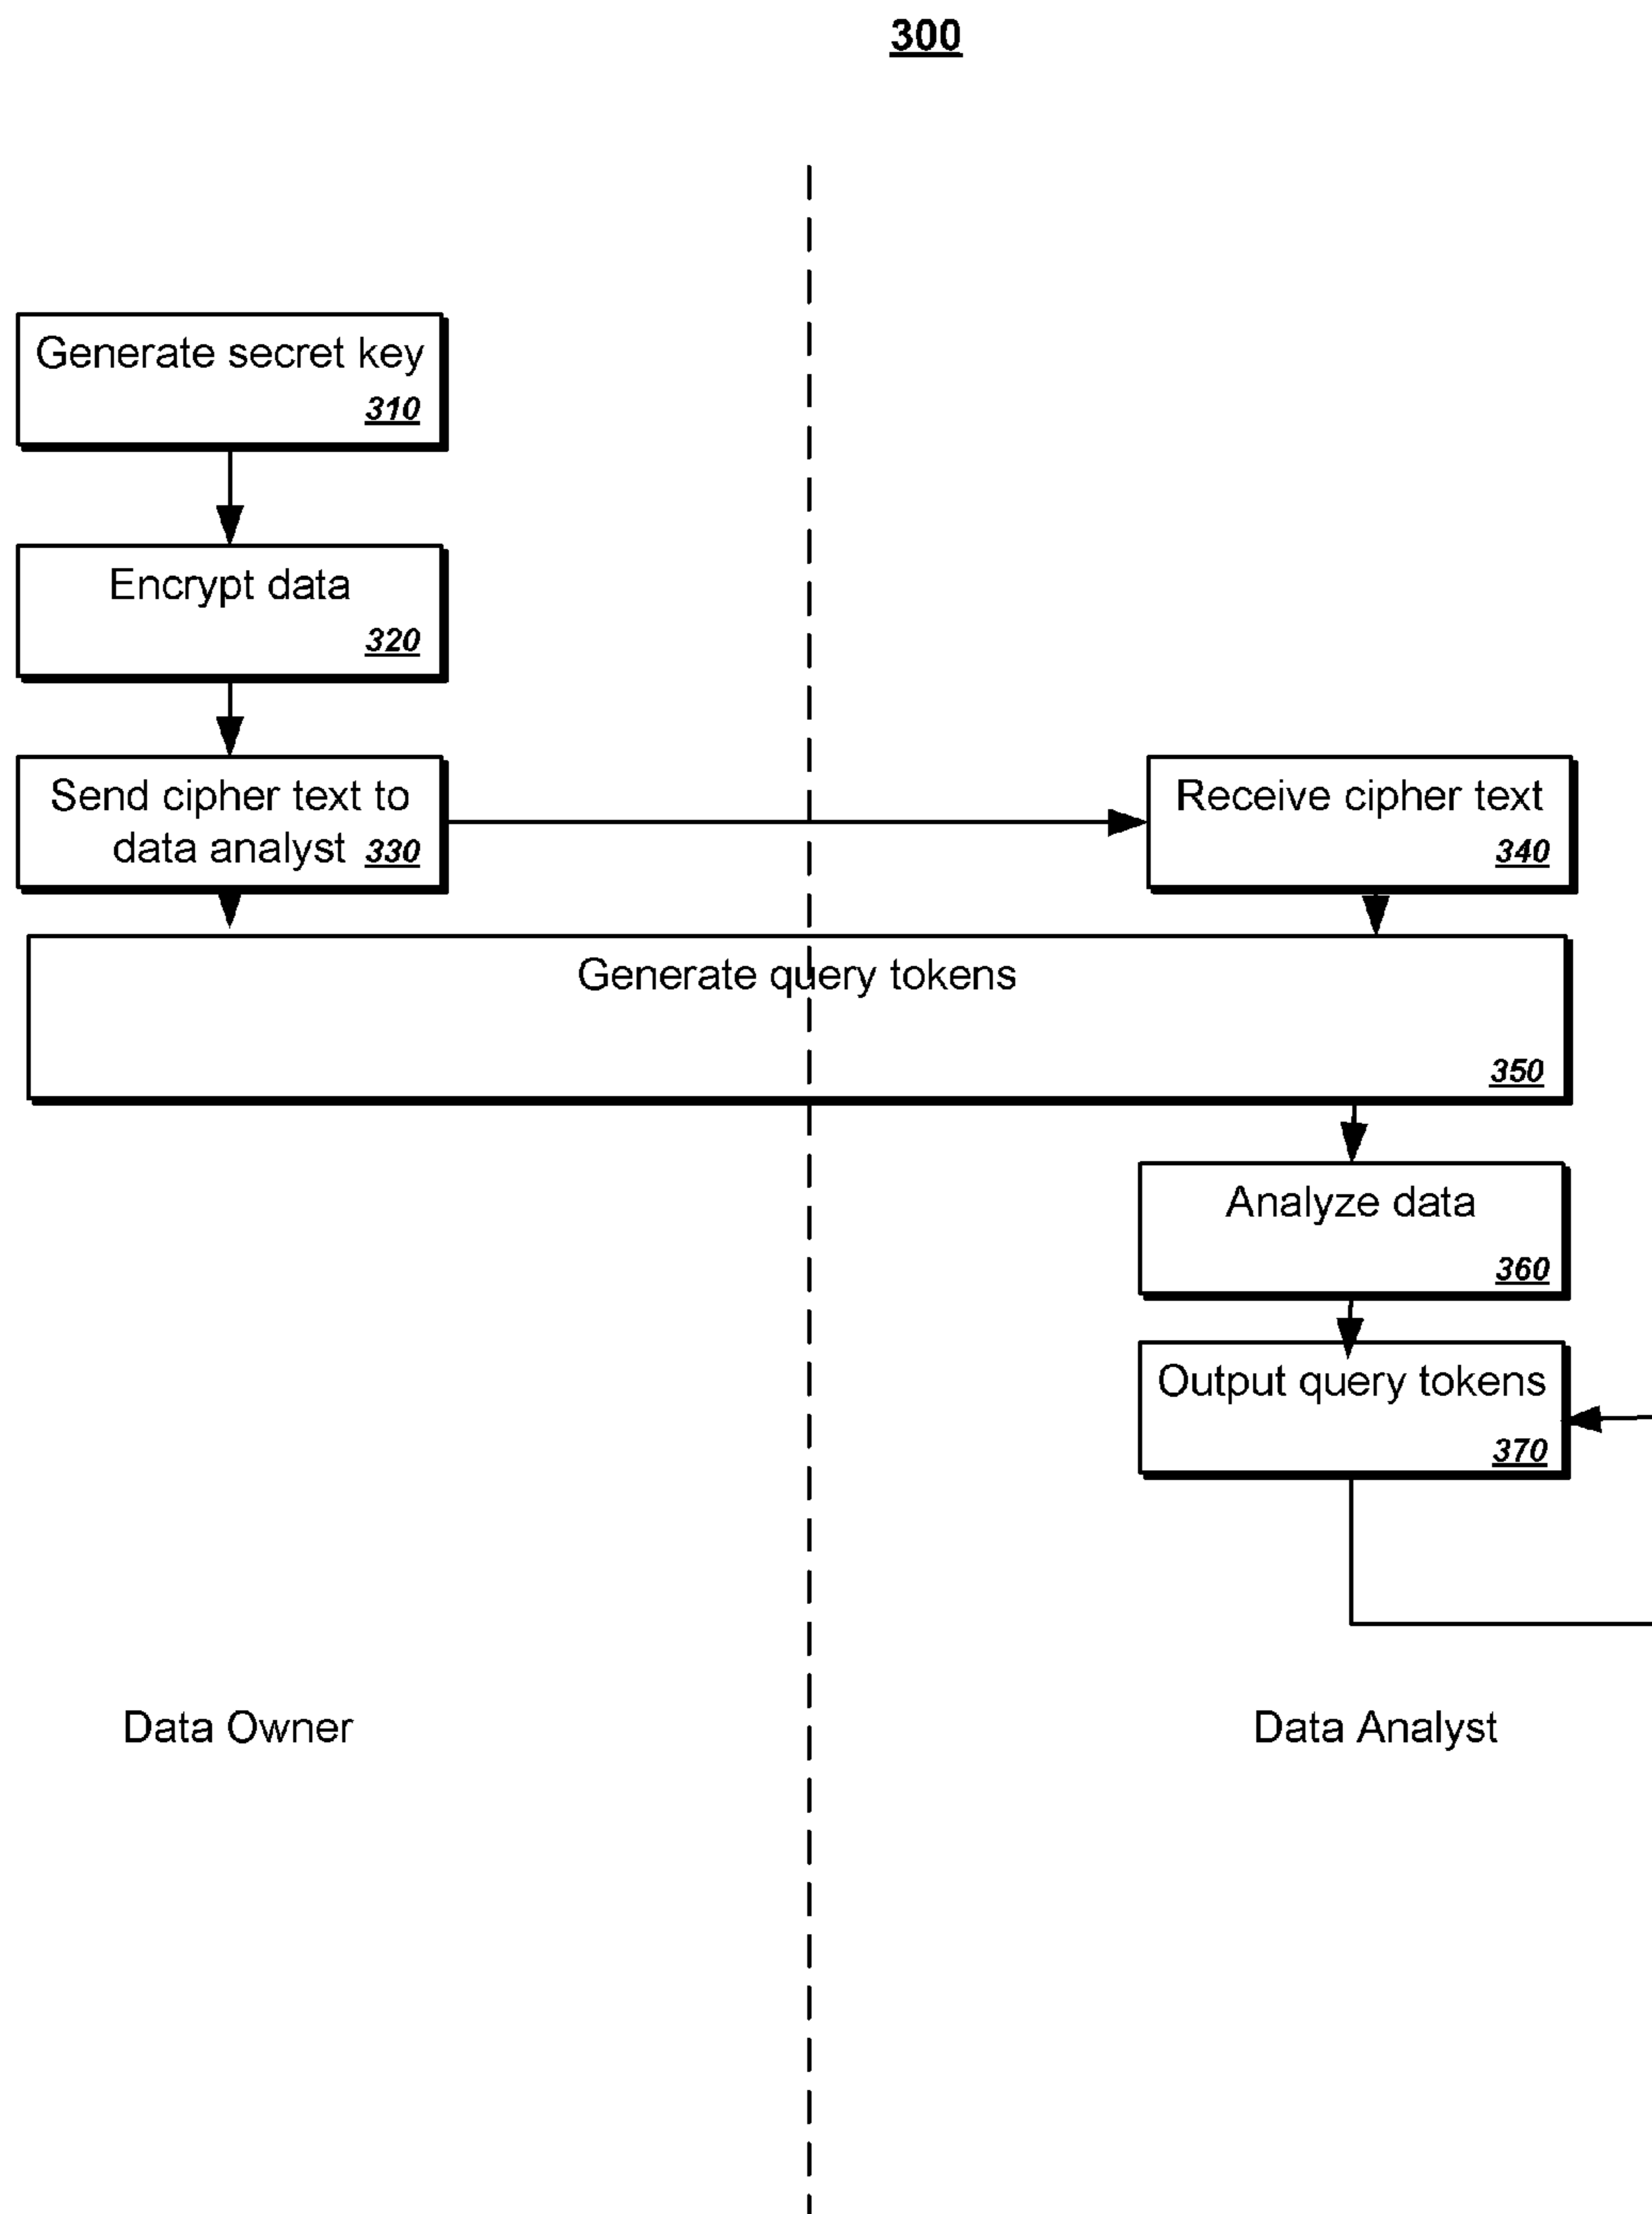 300
Generate secret key
310
Encrypt data
320
Send cipher text to
data analyst 330
Receive cipher text
340
Generate query tokens
350
Analyze data
360
Output query tokens
370
Data Owner
Data Analyst